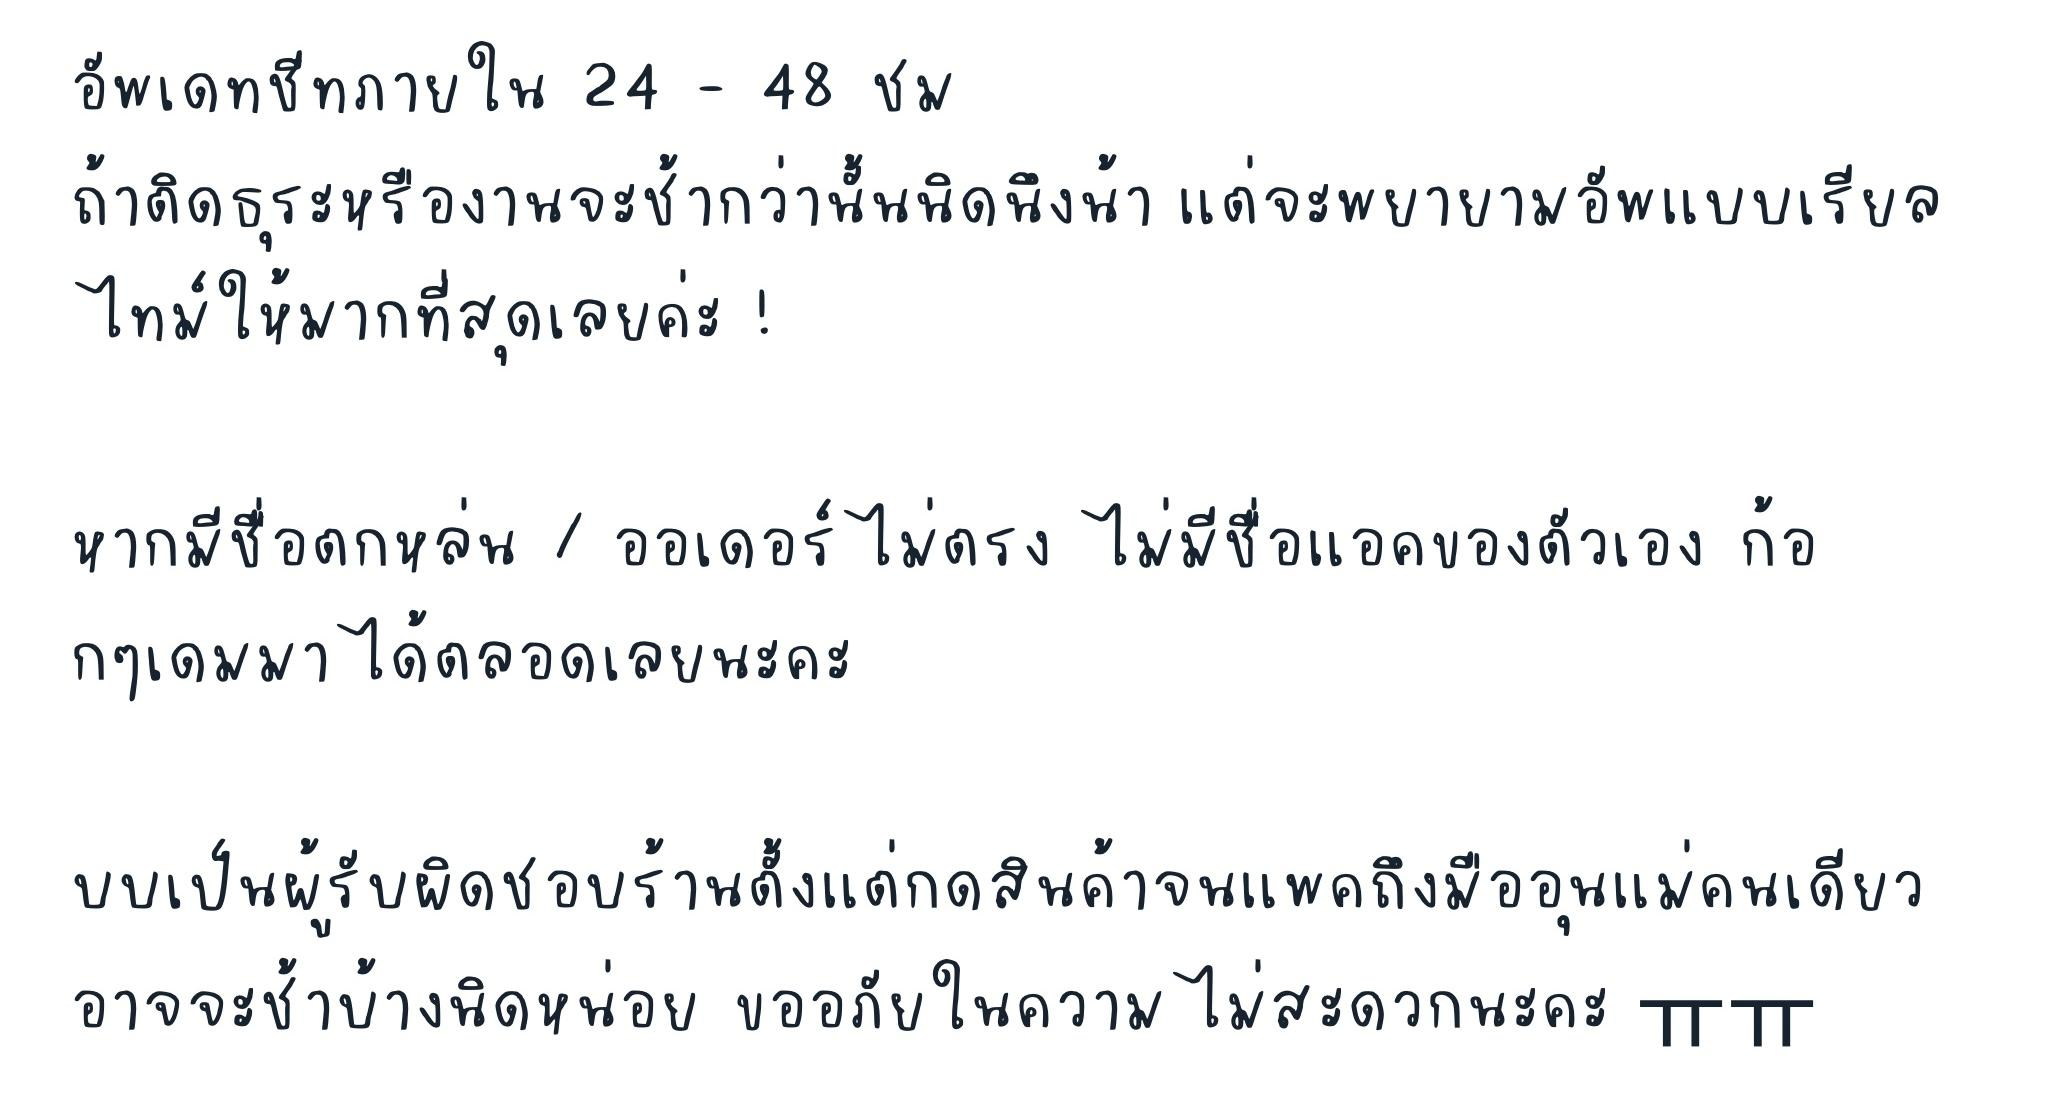 อัพเดทชีทภายใน 24 - 48 ชม
ถ้าติดธุระหรืองานจะช้ากว่านั้นนิดนึงน้า แต่จะพยายามอัพแบบเรียล
ไทม์ให้มากที่สุดเลยค่ะ !
หากมีชื่อตกหล่น / ออเดอร์ไม่ตรง ไม่มีชื่อแอคของตัวเอง ก้อ
กๆเดมมาได้ตลอดเลยนะคะ
บบเป็นผู้รับผิดชอบร้านตั้งแต่กดสินค้าจนแพคถึงมืออุนแม่คนเดียว
อาจจะช้าบ้างนิดหน่อย ขออภัยในความไม่สะดวกนะคะ ㅠㅠ